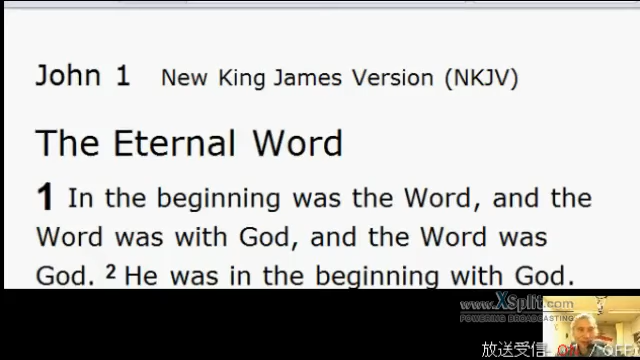 John 1 New King James Version (NKJV)
The Eternal Word
1 In the beginning was the Word, and the
Word was with God, and the Word was
God. 2 He was in the beginning with God.
www.XSplit.com
POWERING BROADCASTING
放送受信 On / OFF